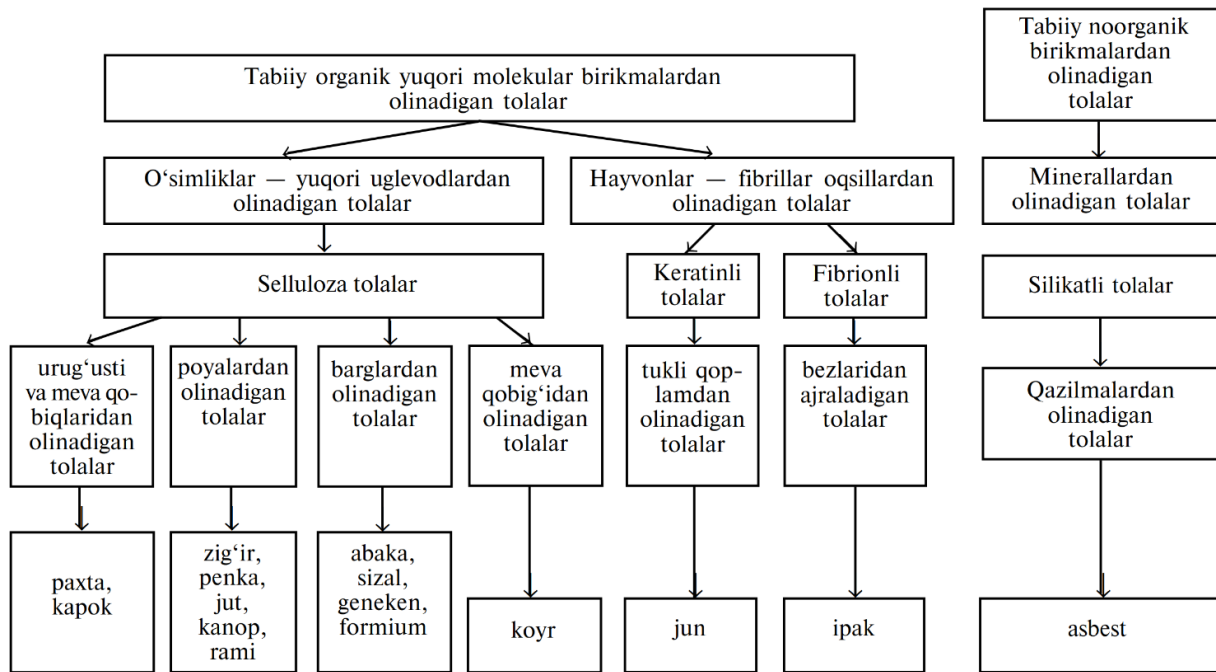 Tabiiy organik yuqori molekular birikmalardan
olinadigan tolalar
Tabiiy noorganik
birikmalardan
olinadigan
tolalar
O‘simliklar — yuqori uglevodlardan
olinadigan tolalar
Hayvonlar — fibrillar oqsillardan
olinadigan tolalar
Minerallardan
olinadigan tolalar
Selluloza tolalar
Keratinli
tolalar
Fibrionli
tolalar
Silikatli tolalar
urug‘usti
va meva qo-
biqlaridan
olinadigan
tolalar
poyalardan
olinadigan
tolalar
barglardan
olinadigan
tolalar
meva
qobig‘idan
olinadigan
tolalar
tukli qop-
lamdan
olinadigan
tolalar
bezlaridan
ajraladigan
tolalar
Qazilmalardan
olinadigan
tolalar
paxta,
kapok
zig‘ir,
penka,
jut,
kanop,
rami
abaka,
sizal,
geneken,
formium
koyr
jun
ipak
asbest